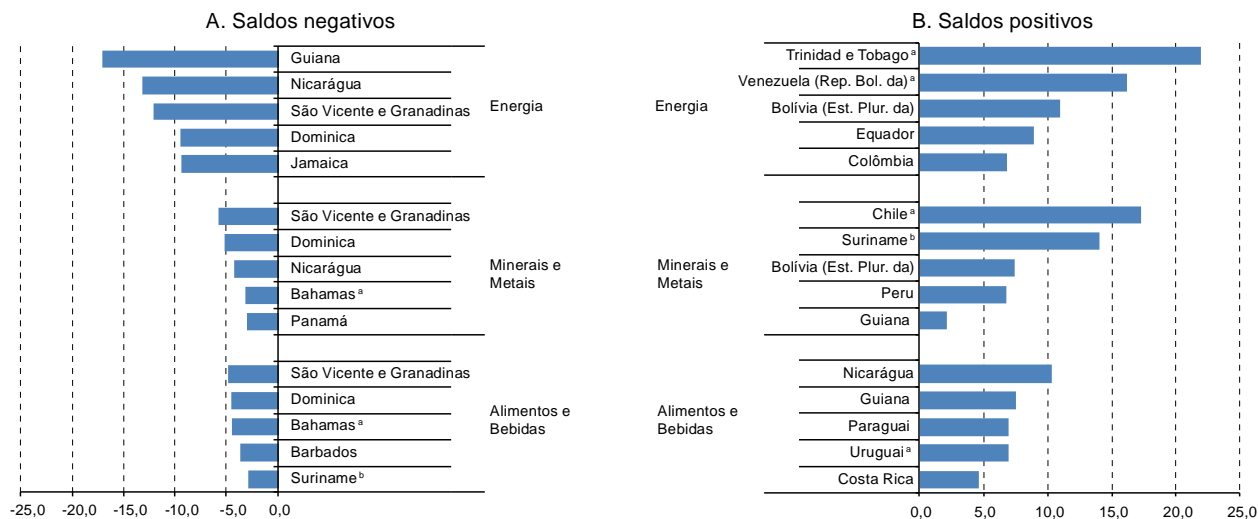 A. Saldos negativos
Guiana
Nicarágua
São Vicente e Granadinas
Dominica
Jamaica
Energia
São Vicente e Granadinas
Dominica
Nicarágua
Bahamas ª
Panamá
Minerais e
Metais
São Vicente e Granadinas
Dominica
Bahamas ª
Barbados
Suriname ᵇ
Alimentos e
Bebidas
-25,0 -20,0 -15,0 -10,0 -5,0 0,0
B. Saldos positivos
Energia
Trinidad e Tobago ª
Venezuela (Rep. Bol. da) ª
Bolívia (Est. Plur. da)
Equador
Colômbia
Minerais e
Metais
Chile ª
Suriname ᵇ
Bolívia (Est. Plur. da)
Peru
Guiana
Alimentos e
Bebidas
Nicarágua
Guiana
Paraguai
Uruguai ª
Costa Rica
0,0 5,0 10,0 15,0 20,0 25,0